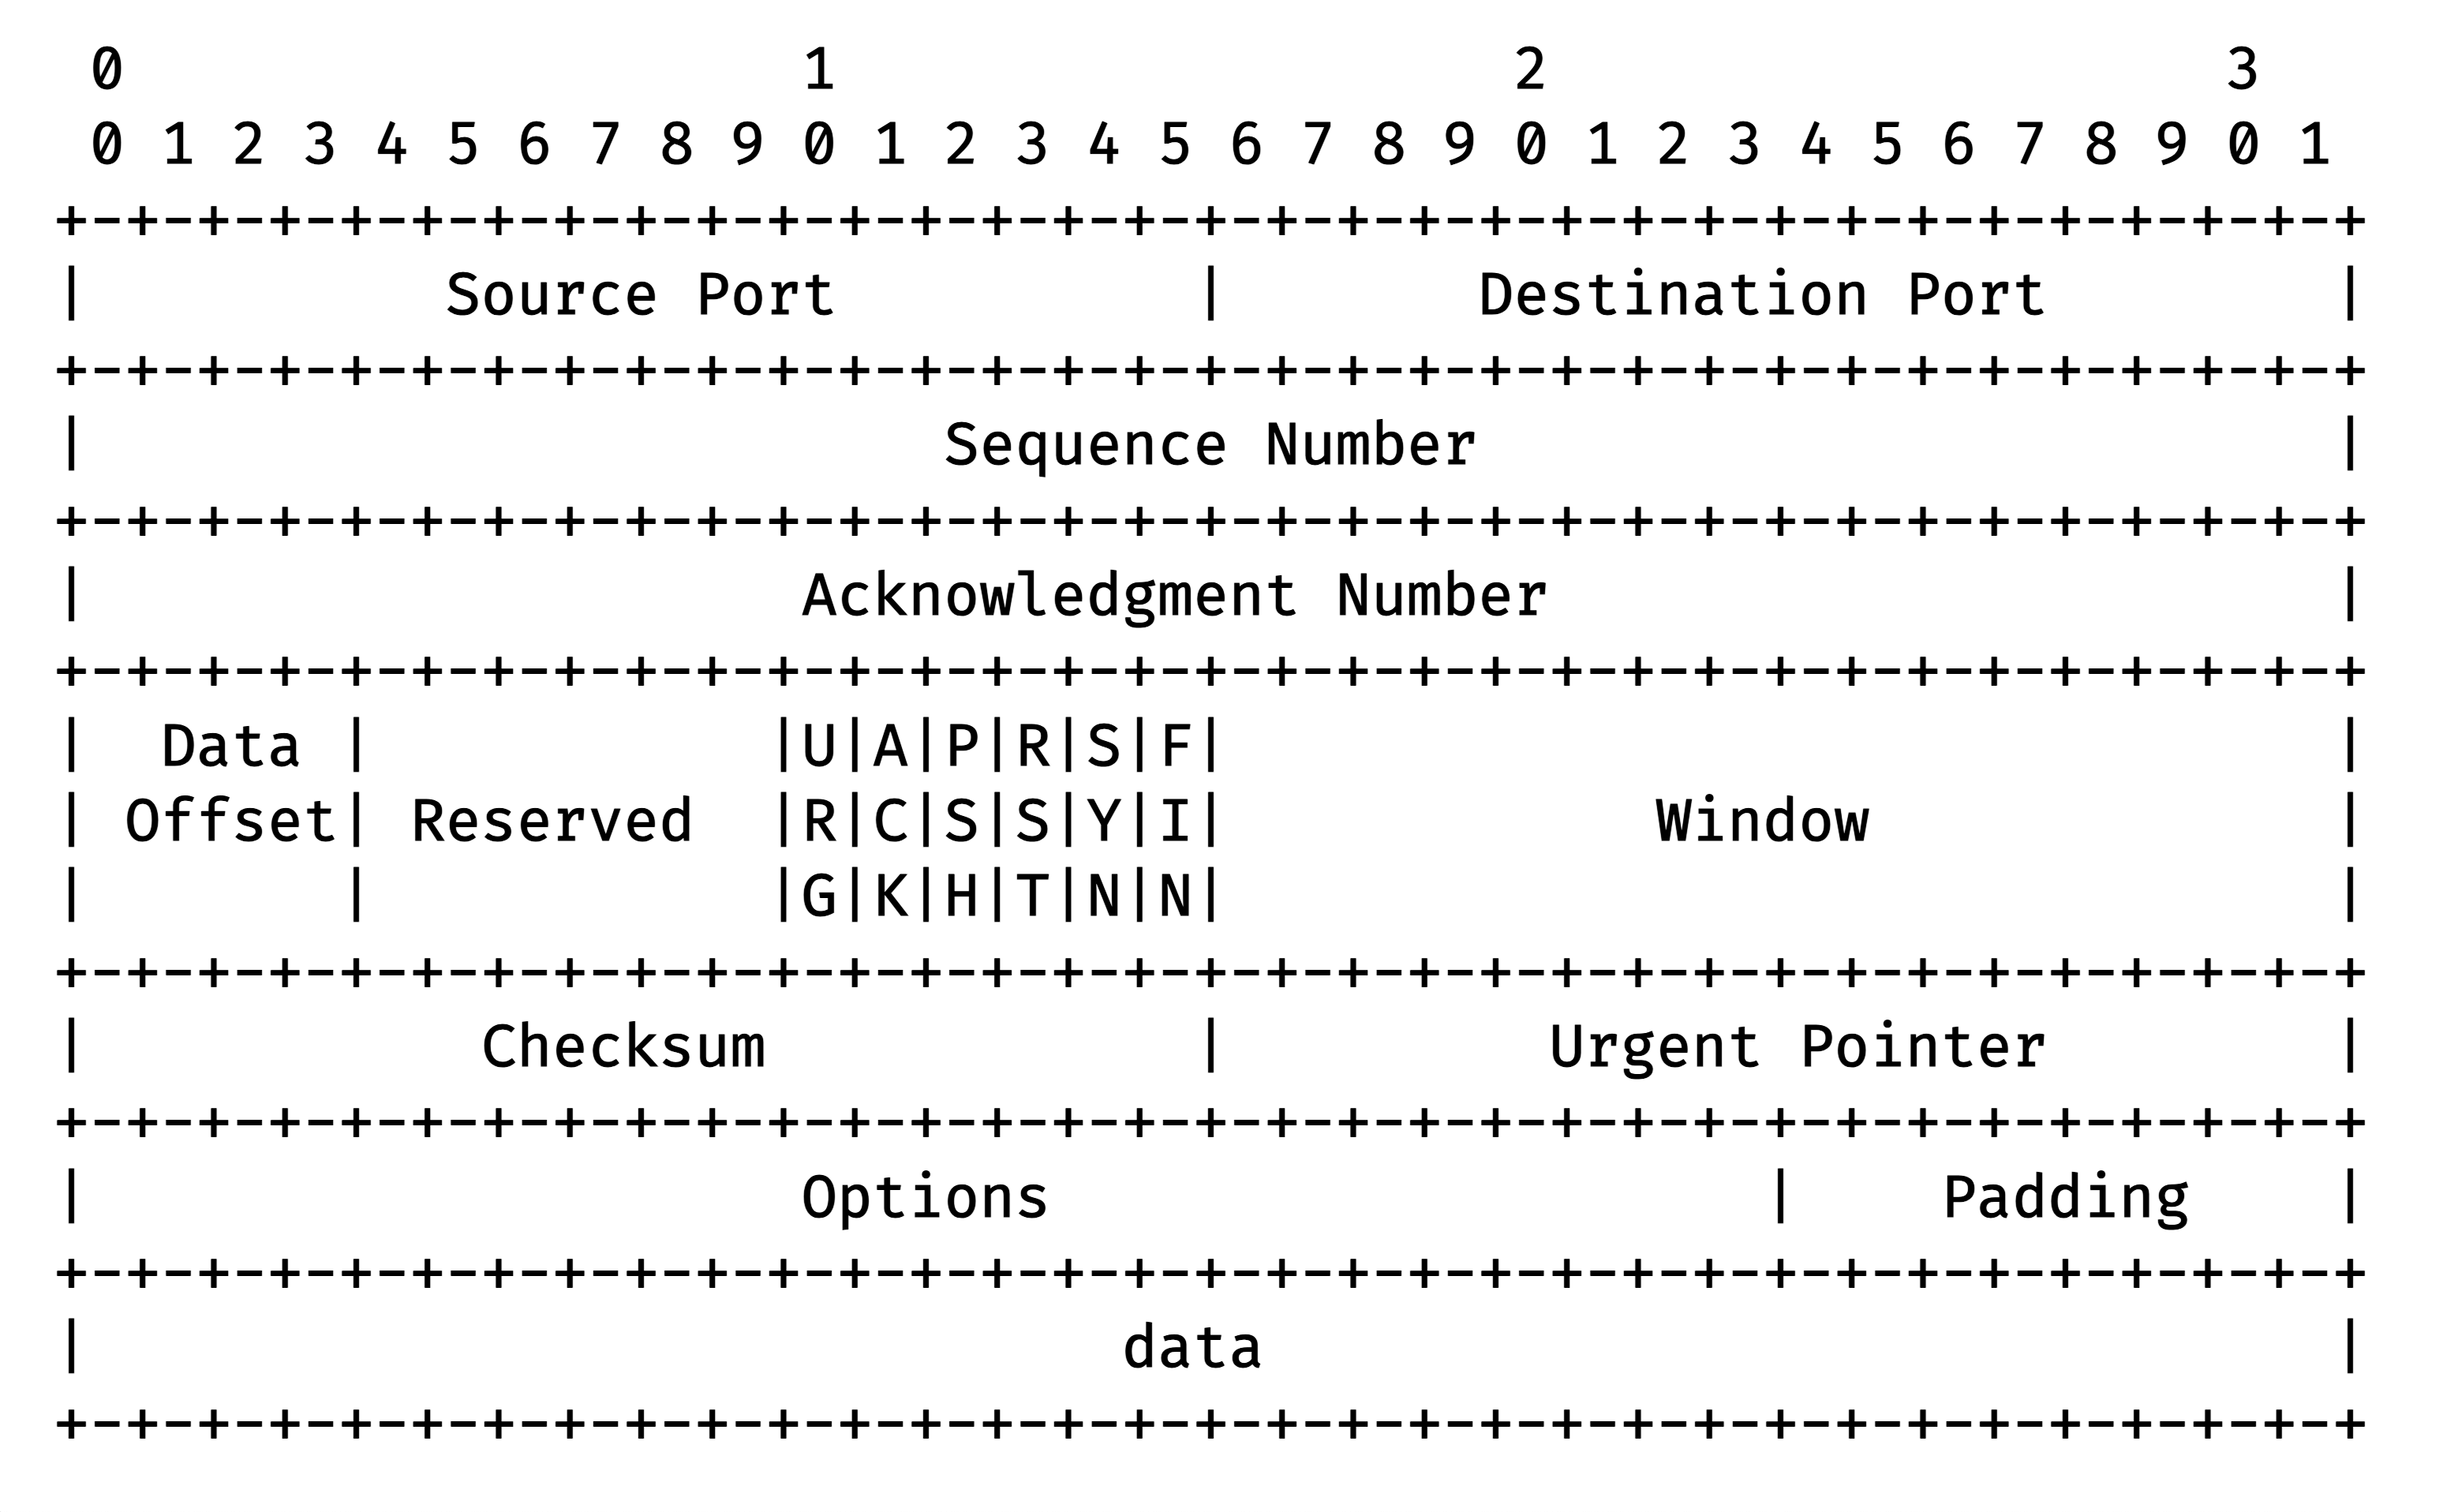 0                   1                   2                   3
 0 1 2 3 4 5 6 7 8 9 0 1 2 3 4 5 6 7 8 9 0 1 2 3 4 5 6 7 8 9 0 1
+-+-+-+-+-+-+-+-+-+-+-+-+-+-+-+-+-+-+-+-+-+-+-+-+-+-+-+-+-+-+-+-+
|          Source Port          |       Destination Port        |
+-+-+-+-+-+-+-+-+-+-+-+-+-+-+-+-+-+-+-+-+-+-+-+-+-+-+-+-+-+-+-+-+
|                        Sequence Number                        |
+-+-+-+-+-+-+-+-+-+-+-+-+-+-+-+-+-+-+-+-+-+-+-+-+-+-+-+-+-+-+-+-+
|                    Acknowledgment Number                      |
+-+-+-+-+-+-+-+-+-+-+-+-+-+-+-+-+-+-+-+-+-+-+-+-+-+-+-+-+-+-+-+-+
|  Data |           |U|A|P|R|S|F|                               |
| Offset| Reserved  |R|C|S|S|Y|I|            Window             |
|       |           |G|K|H|T|N|N|                               |
+-+-+-+-+-+-+-+-+-+-+-+-+-+-+-+-+-+-+-+-+-+-+-+-+-+-+-+-+-+-+-+-+
|           Checksum            |         Urgent Pointer        |
+-+-+-+-+-+-+-+-+-+-+-+-+-+-+-+-+-+-+-+-+-+-+-+-+-+-+-+-+-+-+-+-+
|                    Options                    |    Padding    |
+-+-+-+-+-+-+-+-+-+-+-+-+-+-+-+-+-+-+-+-+-+-+-+-+-+-+-+-+-+-+-+-+
|                             data                              |
+-+-+-+-+-+-+-+-+-+-+-+-+-+-+-+-+-+-+-+-+-+-+-+-+-+-+-+-+-+-+-+-+